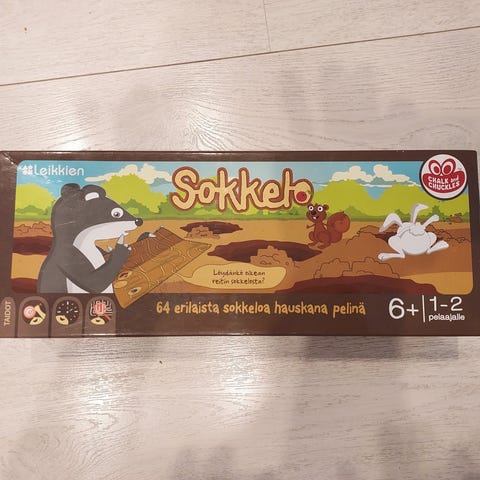 Leikkien
Sokkelo
CHALK and
CHUCKLES
Löydätkö oikean
reitin sokkelosta?
64 erilaista sokkeloa hauskana pelinä
6+
1-2
pelaajalle
TAIDOT